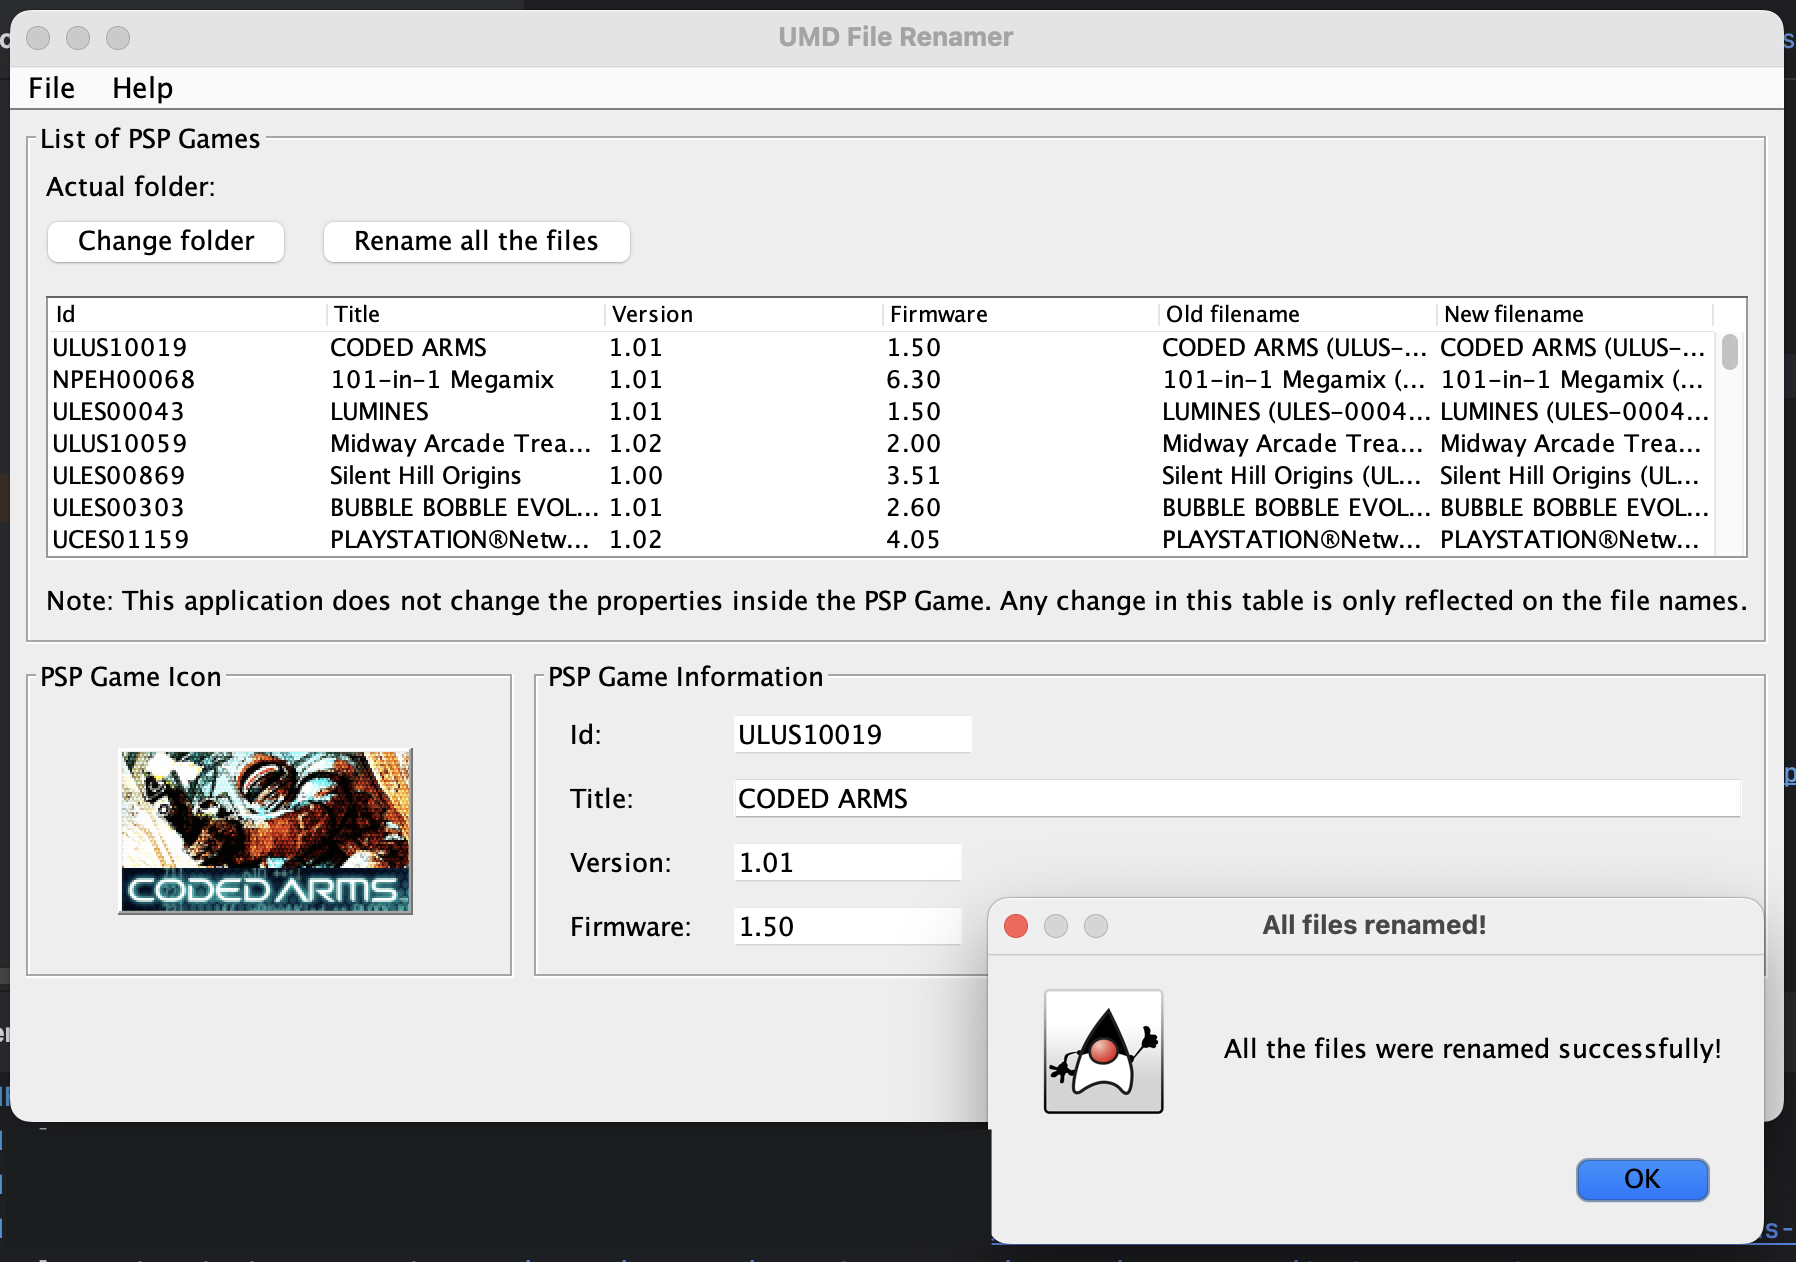 UMD File Renamer
File Help
List of PSP Games
Actual folder:
Change folder Rename all the files
Id Title Version Firmware Old filename New filename
ULUS10019 CODED ARMS 1.01 1.50 CODED ARMS (ULUS-... CODED ARMS (ULUS-...
NPEH00068 101-in-1 Megamix 1.01 6.30 101-in-1 Megamix (... 101-in-1 Megamix (...
ULES00043 LUMINES 1.01 1.50 LUMINES (ULES-0004... LUMINES (ULES-0004...
ULUS10059 Midway Arcade Trea... 1.02 2.00 Midway Arcade Trea... Midway Arcade Trea...
ULES00869 Silent Hill Origins 1.00 3.51 Silent Hill Origins (UL... Silent Hill Origins (UL...
ULES00303 BUBBLE BOBBLE EVOL... 1.01 2.60 BUBBLE BOBBLE EVOL... BUBBLE BOBBLE EVOL...
UCES01159 PLAYSTATION®Netw... 1.02 4.05 PLAYSTATION®Netw... PLAYSTATION®Netw...
Note: This application does not change the properties inside the PSP Game. Any change in this table is only reflected on the file names.
PSP Game Icon
CODED ARMS
PSP Game Information
Id: ULUS10019
Title: CODED ARMS
Version: 1.01
Firmware: 1.50
All files renamed!
All the files were renamed successfully!
OK